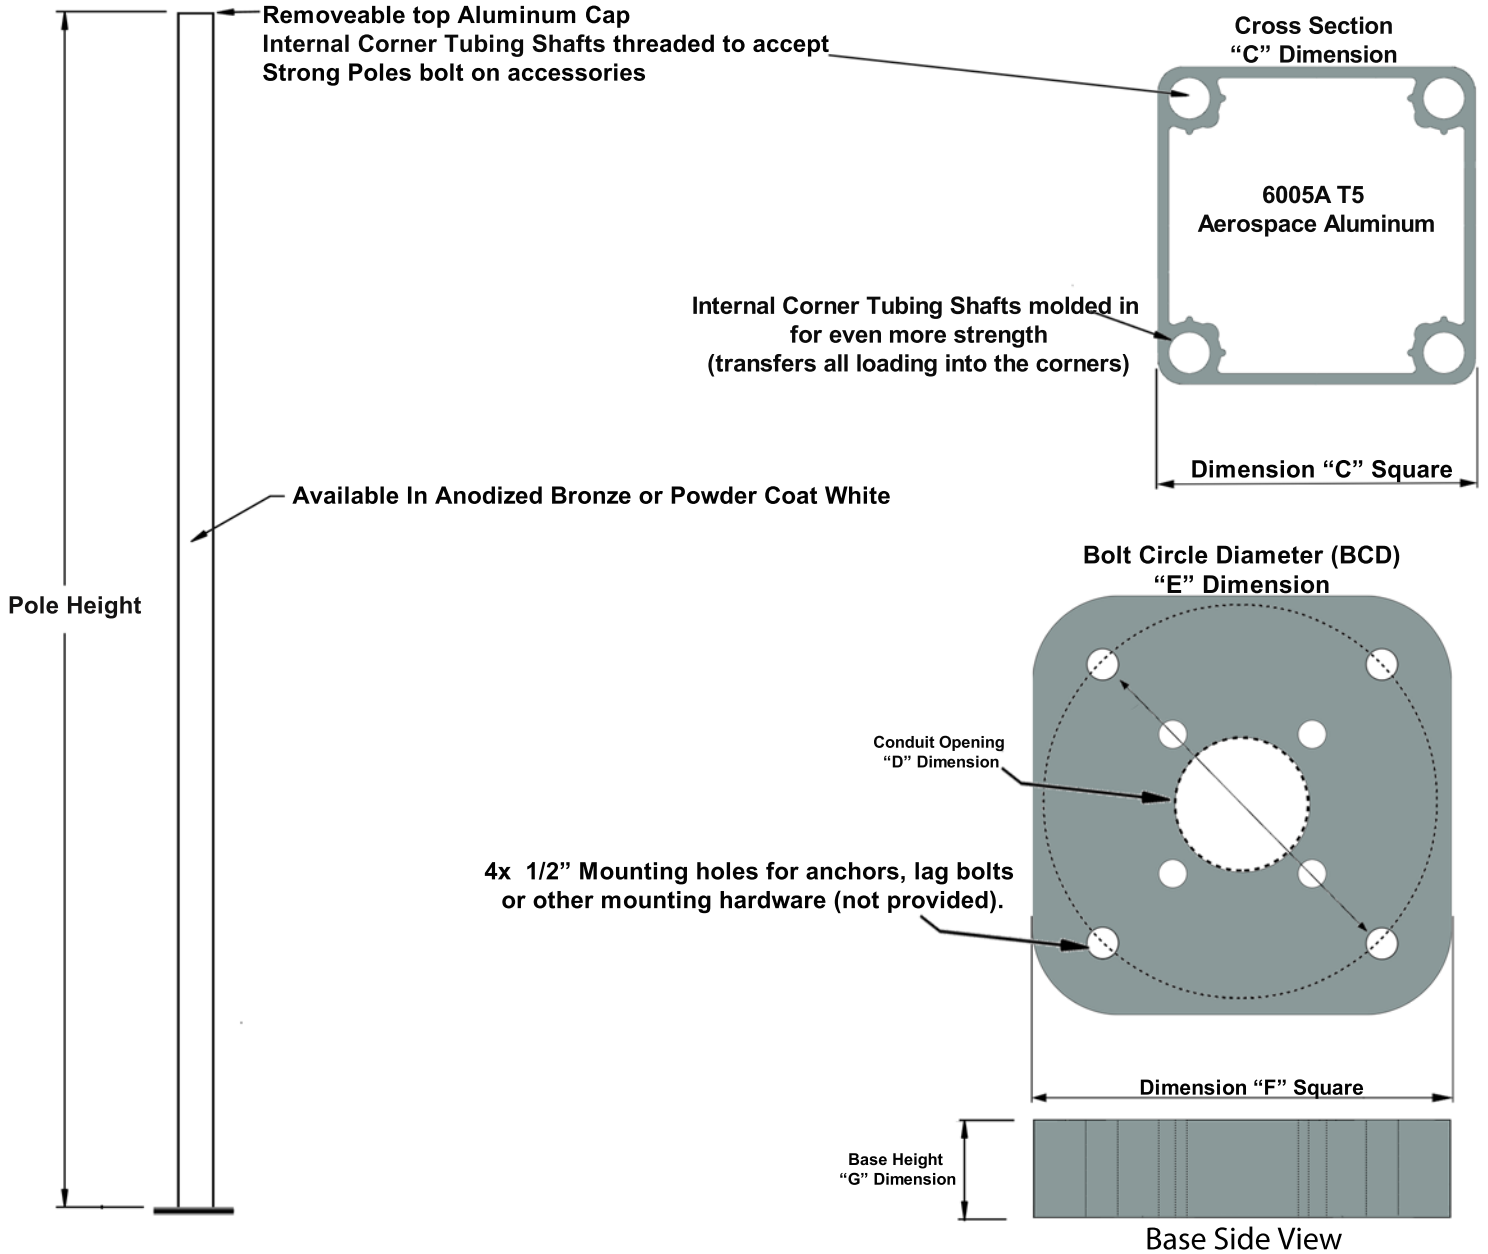 Removeable top Aluminum Cap
Internal Corner Tubing Shafts threaded to accept
Strong Poles bolt on accessories
Cross Section
“C” Dimension
6005A T5
Aerospace Aluminum
Internal Corner Tubing Shafts molded in
for even more strength
(transfers all loading into the corners)
Dimension “C” Square
Available In Anodized Bronze or Powder Coat White
Pole Height
Bolt Circle Diameter (BCD)
“E” Dimension
Conduit Opening
“D” Dimension
4x 1/2” Mounting holes for anchors, lag bolts
or other mounting hardware (not provided).
Dimension “F” Square
Base Height
“G” Dimension
Base Side View